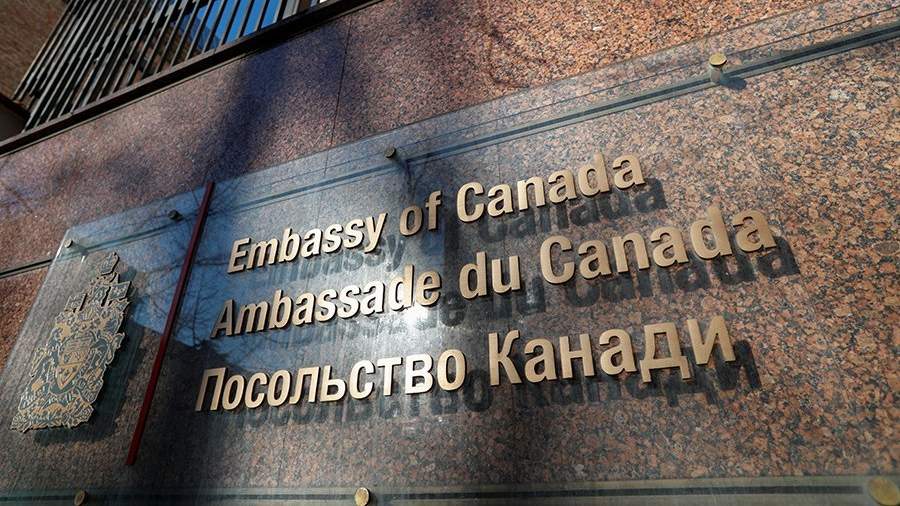 Embassy of Canada
Ambassade du Canada
Посольство Канади